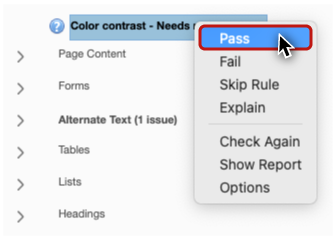 Color contrast - Needs
Pass
Page Content
Fail
Forms
Skip Rule
Explain
Alternate Text (1 issue)
Check Again
Tables
Show Report
Lists
Options
Headings